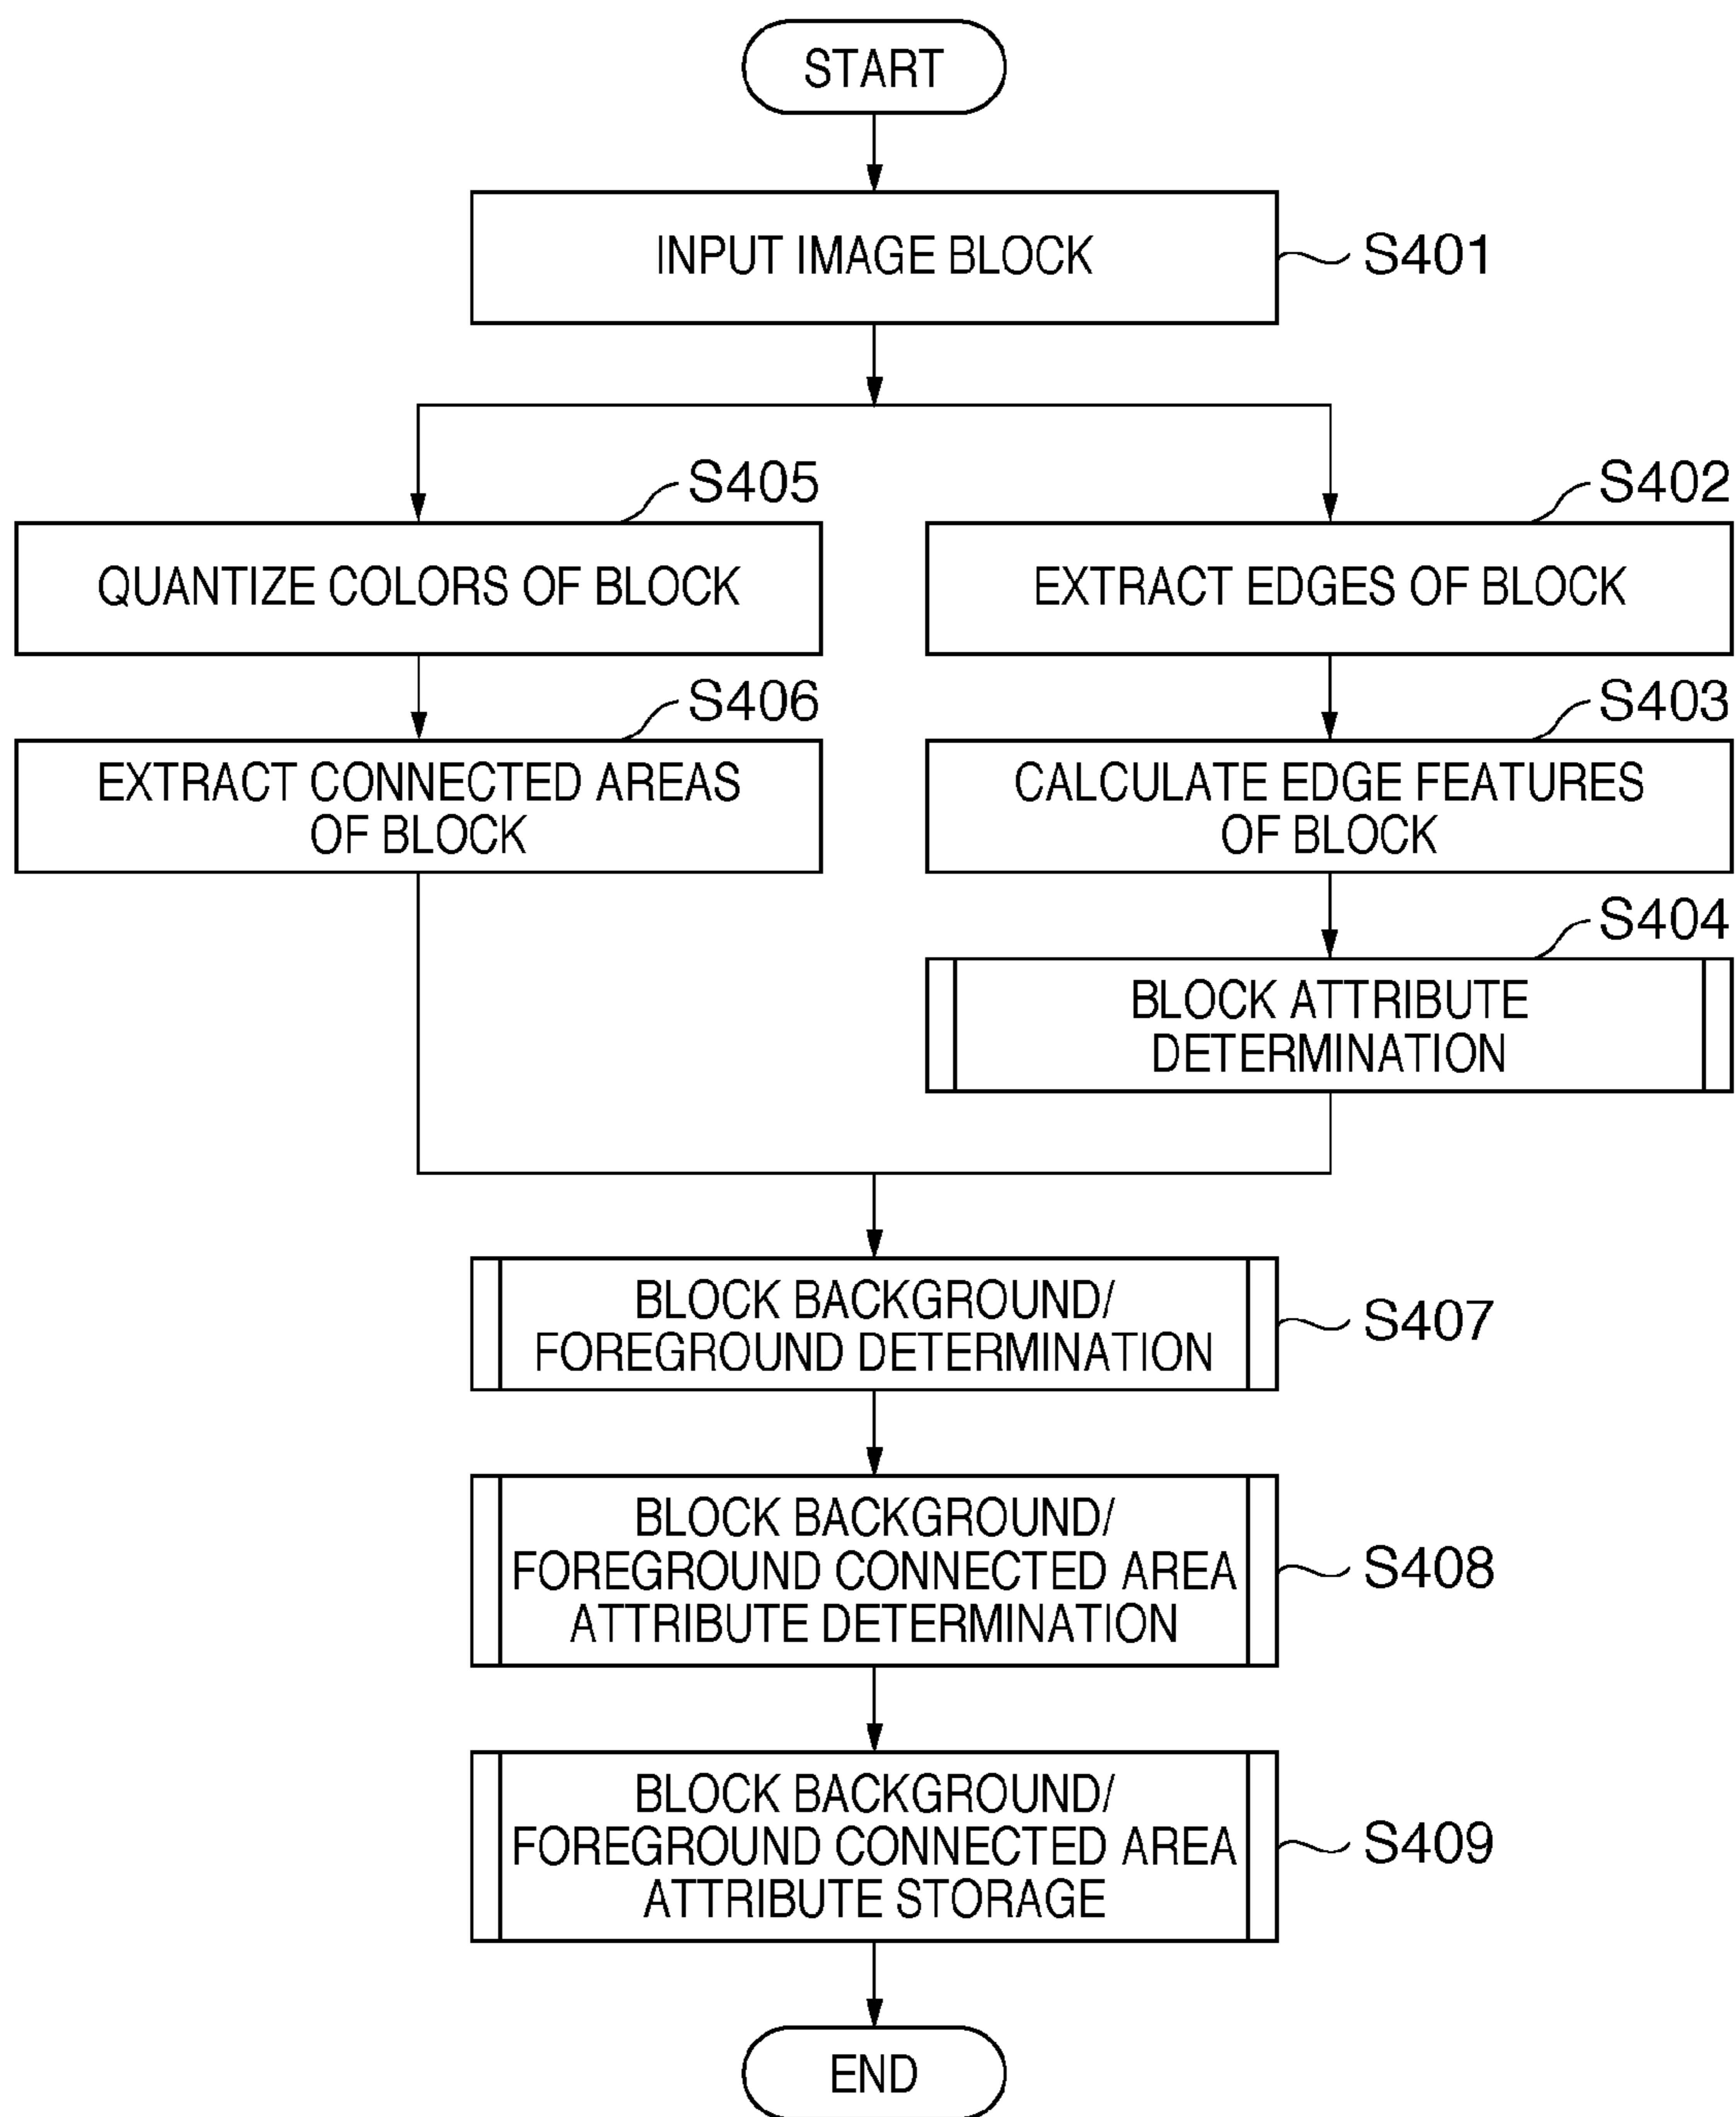 START
INPUT IMAGE BLOCK
S401
S405
S402
QUANTIZE COLORS OF BLOCK
EXTRACT EDGES OF BLOCK
S406
S403
EXTRACT CONNECTED AREAS
OF BLOCK
CALCULATE EDGE FEATURES
OF BLOCK
S404
BLOCK ATTRIBUTE
DETERMINATION
BLOCK BACKGROUND/
FOREGROUND DETERMINATION
S407
BLOCK BACKGROUND/
FOREGROUND CONNECTED AREA
ATTRIBUTE DETERMINATION
S408
BLOCK BACKGROUND/
FOREGROUND CONNECTED AREA
ATTRIBUTE STORAGE
S409
END